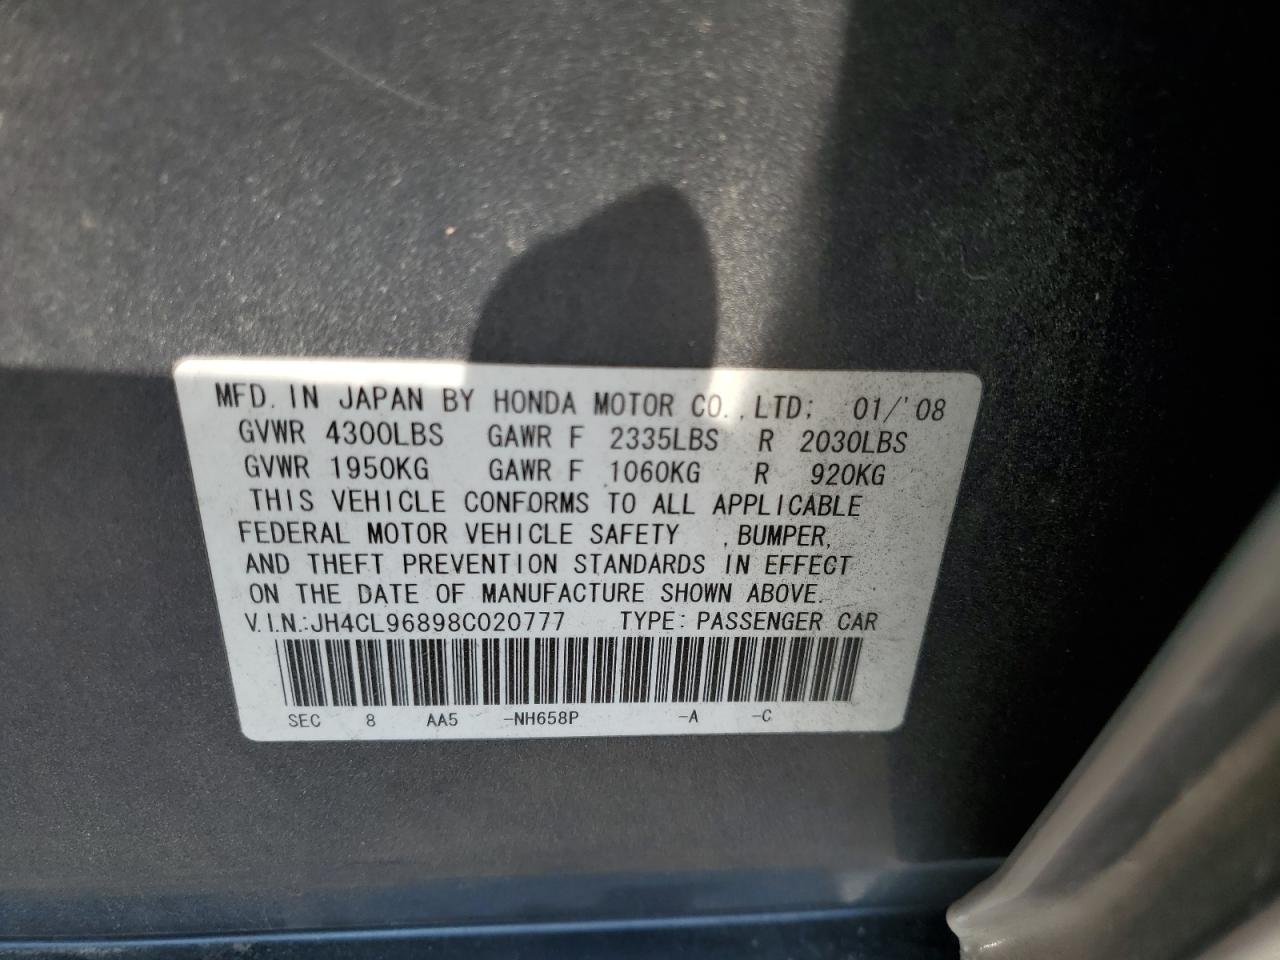 MFD. IN JAPAN BY HONDA MOTOR CO.,LTD; 01/'08
GVWR 4300LBS GAWR F 2335LBS R 2030LBS
GVWR 1950KG GAWR F 1060KG R 920KG
THIS VEHICLE CONFORMS TO ALL APPLICABLE
FEDERAL MOTOR VEHICLE SAFETY ,BUMPER,
AND THEFT PREVENTION STANDARDS IN EFFECT
ON THE DATE OF MANUFACTURE SHOWN ABOVE.
V.I.N.:JH4CL96898C020777 TYPE: PASSENGER CAR
SEC 8 AA5 -NH658P -A -C